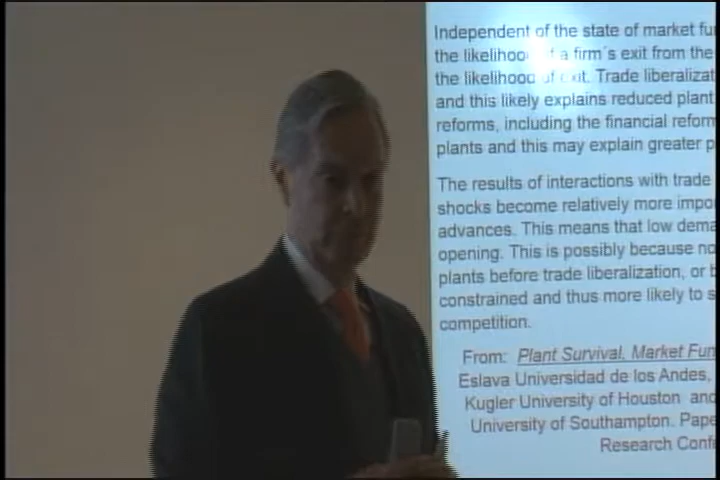 Independent of the state of market fu
the likelihood of a firm´s exit from the
the likelihood of exit. Trade liberalizat
and this likely explains reduced plant
reforms, including the financial reform
plants and this may explain greater p
The results of interactions with trade
shocks become relatively more impo
advances. This means that low dema
opening. This is possibly because no
plants before trade liberalization, or b
constrained and thus more likely to s
competition.
From: Plant Survival, Market Fun
Eslava Universidad de los Andes,
Kugler University of Houston and
University of Southampton. Pape
Research Confe